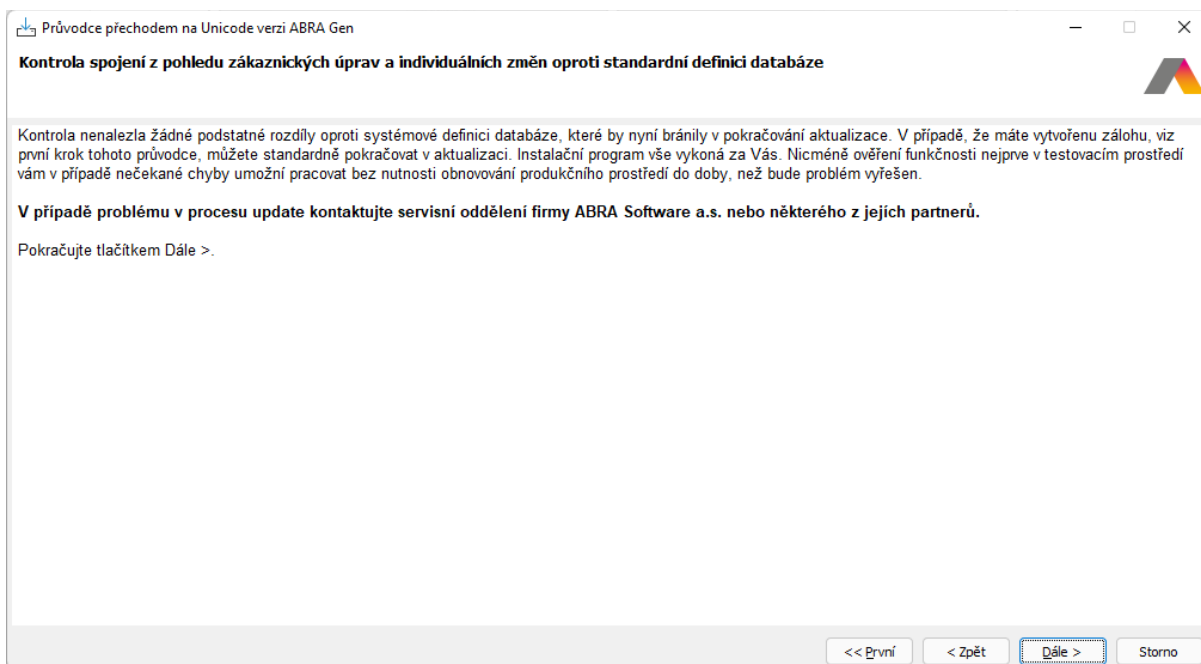 Průvodce přechodem na Unicode verzi ABRA Gen
Kontrola spojení z pohledu zákaznických úprav a individuálních změn oproti standardní definici databáze
Kontrola nenalezla žádné podstatné rozdíly oproti systémové definici databáze, které by nyní bránily v pokračování aktualizace. V případě, že máte vytvořenu zálohu, viz
první krok tohoto průvodce, můžete standardně pokračovat v aktualizaci. Instalační program vše vykoná za Vás. Nicméně ověření funkčnosti nejprve v testovacím prostředí
vám v případě nečekané chyby umožní pracovat bez nutnosti obnovování produkčního prostředí do doby, než bude problém vyřešen.
V případě problému v procesu update kontaktujte servisní oddělení firmy ABRA Software a.s. nebo některého z jejích partnerů.
Pokračujte tlačítkem Dále >.
<< První < Zpět Dále > Storno